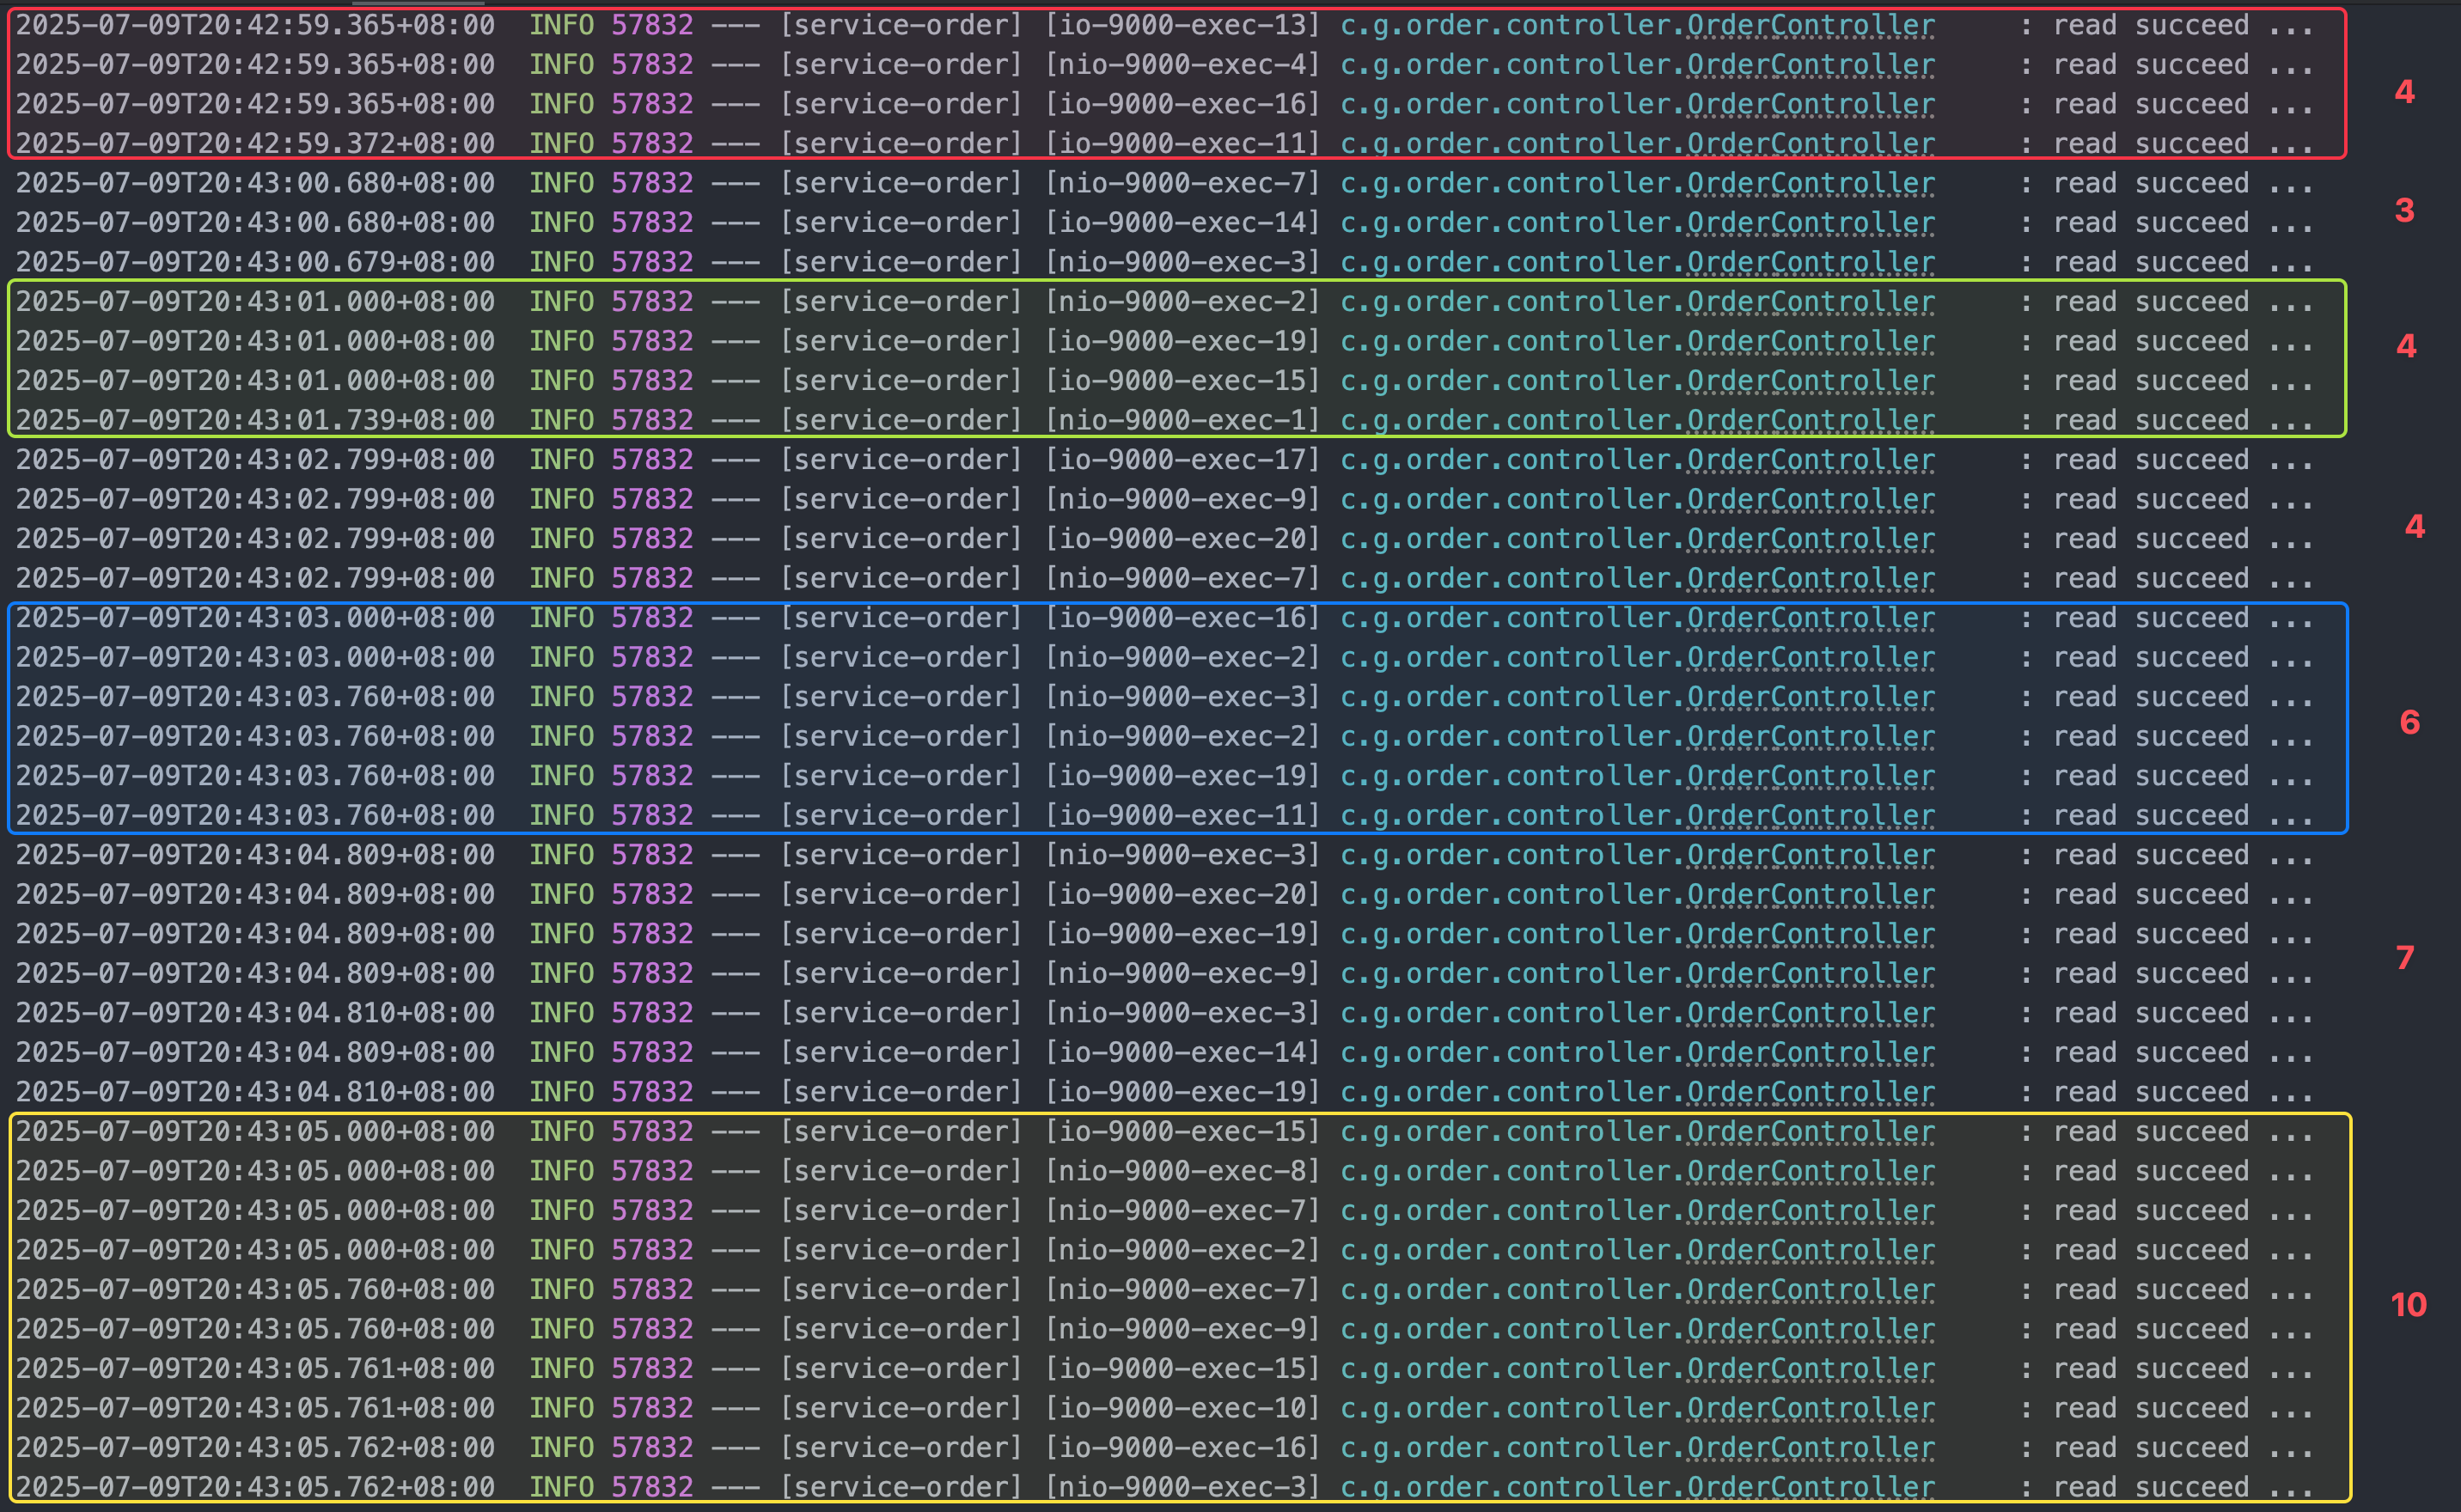 2025-07-09T20:42:59.365+08:00  INFO 57832 --- [service-order] [io-9000-exec-13] c.g.order.controller.OrderController     : read succeed ...
2025-07-09T20:42:59.365+08:00  INFO 57832 --- [service-order] [nio-9000-exec-4] c.g.order.controller.OrderController     : read succeed ...
2025-07-09T20:42:59.365+08:00  INFO 57832 --- [service-order] [io-9000-exec-16] c.g.order.controller.OrderController     : read succeed ...
2025-07-09T20:42:59.372+08:00  INFO 57832 --- [service-order] [io-9000-exec-11] c.g.order.controller.OrderController     : read succeed ...
4
2025-07-09T20:43:00.680+08:00  INFO 57832 --- [service-order] [nio-9000-exec-7] c.g.order.controller.OrderController     : read succeed ...
2025-07-09T20:43:00.680+08:00  INFO 57832 --- [service-order] [io-9000-exec-14] c.g.order.controller.OrderController     : read succeed ...
2025-07-09T20:43:00.679+08:00  INFO 57832 --- [service-order] [nio-9000-exec-3] c.g.order.controller.OrderController     : read succeed ...
3
2025-07-09T20:43:01.000+08:00  INFO 57832 --- [service-order] [nio-9000-exec-2] c.g.order.controller.OrderController     : read succeed ...
2025-07-09T20:43:01.000+08:00  INFO 57832 --- [service-order] [io-9000-exec-19] c.g.order.controller.OrderController     : read succeed ...
2025-07-09T20:43:01.000+08:00  INFO 57832 --- [service-order] [io-9000-exec-15] c.g.order.controller.OrderController     : read succeed ...
2025-07-09T20:43:01.739+08:00  INFO 57832 --- [service-order] [nio-9000-exec-1] c.g.order.controller.OrderController     : read succeed ...
4
2025-07-09T20:43:02.799+08:00  INFO 57832 --- [service-order] [io-9000-exec-17] c.g.order.controller.OrderController     : read succeed ...
2025-07-09T20:43:02.799+08:00  INFO 57832 --- [service-order] [nio-9000-exec-9] c.g.order.controller.OrderController     : read succeed ...
2025-07-09T20:43:02.799+08:00  INFO 57832 --- [service-order] [io-9000-exec-20] c.g.order.controller.OrderController     : read succeed ...
2025-07-09T20:43:02.799+08:00  INFO 57832 --- [service-order] [nio-9000-exec-7] c.g.order.controller.OrderController     : read succeed ...
4
2025-07-09T20:43:03.000+08:00  INFO 57832 --- [service-order] [io-9000-exec-16] c.g.order.controller.OrderController     : read succeed ...
2025-07-09T20:43:03.000+08:00  INFO 57832 --- [service-order] [nio-9000-exec-2] c.g.order.controller.OrderController     : read succeed ...
2025-07-09T20:43:03.760+08:00  INFO 57832 --- [service-order] [nio-9000-exec-3] c.g.order.controller.OrderController     : read succeed ...
2025-07-09T20:43:03.760+08:00  INFO 57832 --- [service-order] [nio-9000-exec-2] c.g.order.controller.OrderController     : read succeed ...
2025-07-09T20:43:03.760+08:00  INFO 57832 --- [service-order] [io-9000-exec-19] c.g.order.controller.OrderController     : read succeed ...
2025-07-09T20:43:03.760+08:00  INFO 57832 --- [service-order] [io-9000-exec-11] c.g.order.controller.OrderController     : read succeed ...
6
2025-07-09T20:43:04.809+08:00  INFO 57832 --- [service-order] [nio-9000-exec-3] c.g.order.controller.OrderController     : read succeed ...
2025-07-09T20:43:04.809+08:00  INFO 57832 --- [service-order] [io-9000-exec-20] c.g.order.controller.OrderController     : read succeed ...
2025-07-09T20:43:04.809+08:00  INFO 57832 --- [service-order] [io-9000-exec-19] c.g.order.controller.OrderController     : read succeed ...
2025-07-09T20:43:04.809+08:00  INFO 57832 --- [service-order] [nio-9000-exec-9] c.g.order.controller.OrderController     : read succeed ...
2025-07-09T20:43:04.810+08:00  INFO 57832 --- [service-order] [nio-9000-exec-3] c.g.order.controller.OrderController     : read succeed ...
2025-07-09T20:43:04.809+08:00  INFO 57832 --- [service-order] [io-9000-exec-14] c.g.order.controller.OrderController     : read succeed ...
2025-07-09T20:43:04.810+08:00  INFO 57832 --- [service-order] [io-9000-exec-19] c.g.order.controller.OrderController     : read succeed ...
7
2025-07-09T20:43:05.000+08:00  INFO 57832 --- [service-order] [io-9000-exec-15] c.g.order.controller.OrderController     : read succeed ...
2025-07-09T20:43:05.000+08:00  INFO 57832 --- [service-order] [nio-9000-exec-8] c.g.order.controller.OrderController     : read succeed ...
2025-07-09T20:43:05.000+08:00  INFO 57832 --- [service-order] [nio-9000-exec-7] c.g.order.controller.OrderController     : read succeed ...
2025-07-09T20:43:05.000+08:00  INFO 57832 --- [service-order] [nio-9000-exec-2] c.g.order.controller.OrderController     : read succeed ...
2025-07-09T20:43:05.760+08:00  INFO 57832 --- [service-order] [nio-9000-exec-7] c.g.order.controller.OrderController     : read succeed ...
2025-07-09T20:43:05.760+08:00  INFO 57832 --- [service-order] [nio-9000-exec-9] c.g.order.controller.OrderController     : read succeed ...
2025-07-09T20:43:05.761+08:00  INFO 57832 --- [service-order] [io-9000-exec-15] c.g.order.controller.OrderController     : read succeed ...
2025-07-09T20:43:05.761+08:00  INFO 57832 --- [service-order] [io-9000-exec-10] c.g.order.controller.OrderController     : read succeed ...
2025-07-09T20:43:05.762+08:00  INFO 57832 --- [service-order] [io-9000-exec-16] c.g.order.controller.OrderController     : read succeed ...
2025-07-09T20:43:05.762+08:00  INFO 57832 --- [service-order] [nio-9000-exec-3] c.g.order.controller.OrderController     : read succeed ...
10